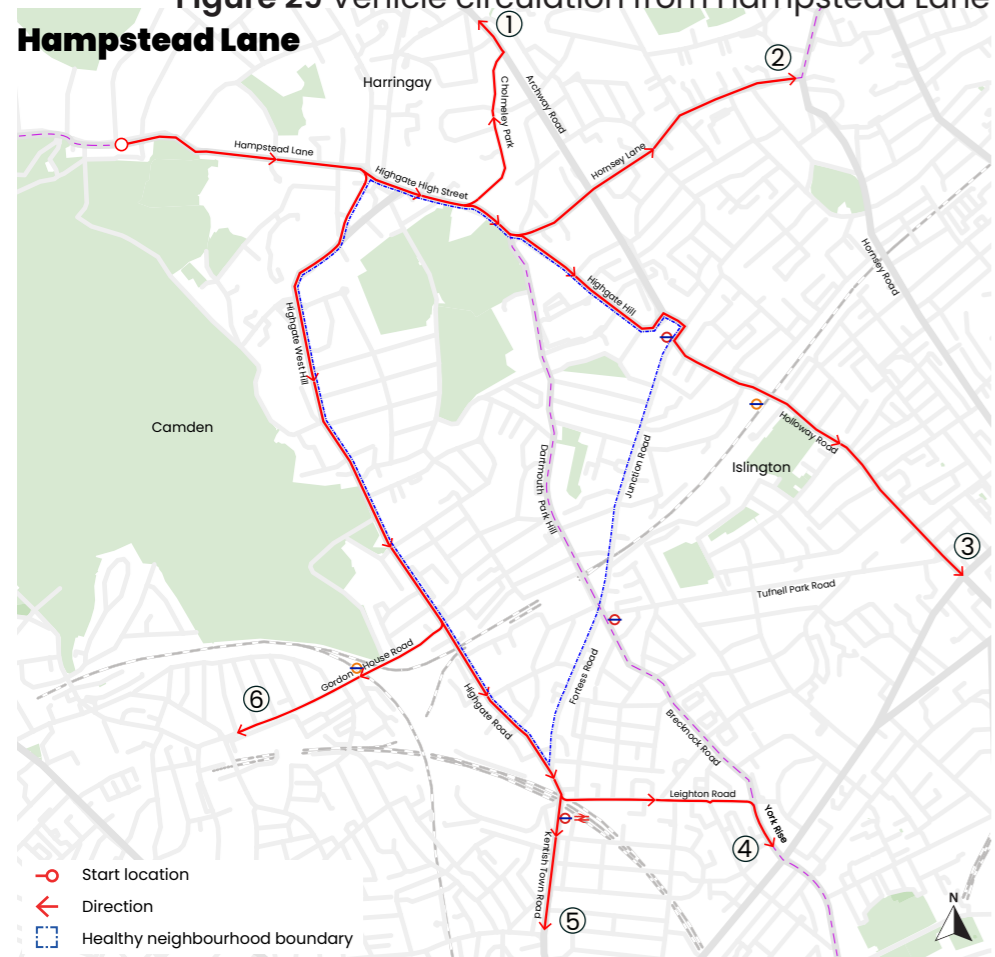 Figure 29 Vehicle circulation from Hampstead Lane
Hampstead Lane
①
②
Harringay
Cholmeley Park
Archway Road
Hampstead Lane
Hornsey Lane
Highgate High Street
Hornsey Road
Highgate Hill
Highgate West Hill
Camden
Holloway Road
Islington
Junction Road
Dartmouth Park Hill
③
Tufnell Park Road
Gordon House Road
Fortess Road
⑥
Highgate Road
Brecknock Road
Leighton Road
York Rise
④
Kentish Town Road
⑤
Start location
Direction
Healthy neighbourhood boundary
N